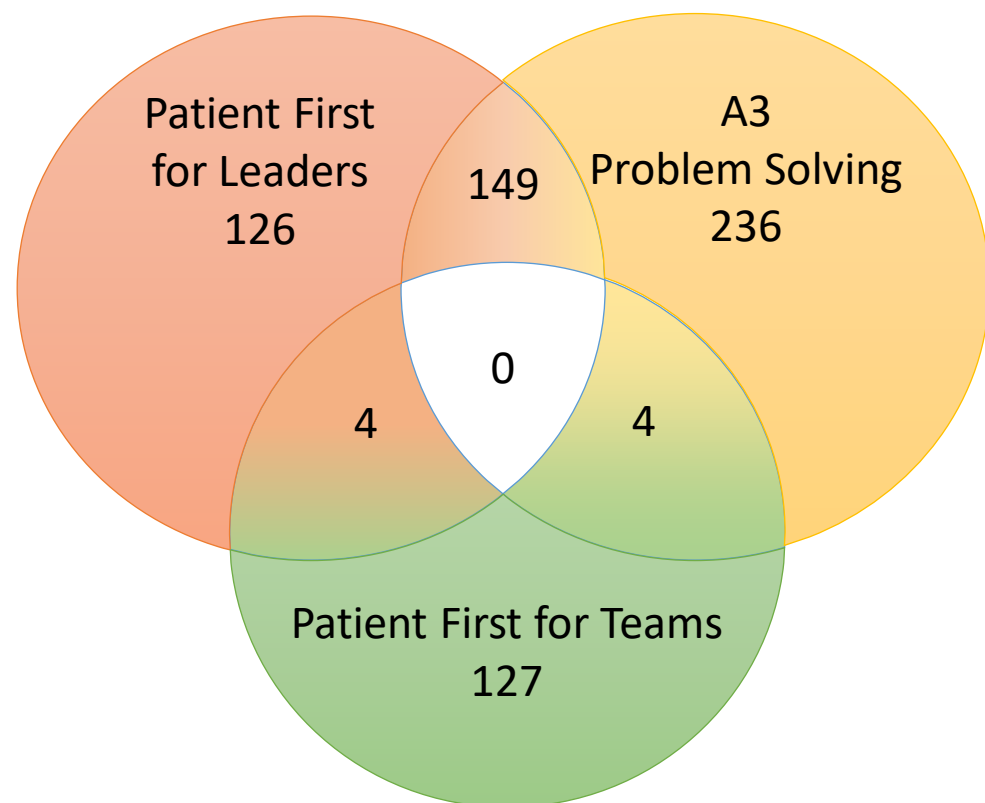 Patient First
for Leaders
126
A3
Problem Solving
236
149
0
4
4
Patient First for Teams
127